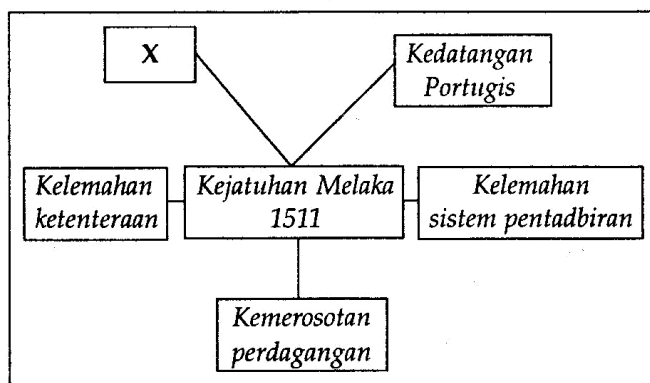 X
Kedatangan
Portugis
Kelemahan
ketenteraan
Kejatuhan Melaka
1511
Kelemahan
sistem pentadbiran
Kemerosotan
perdagangan